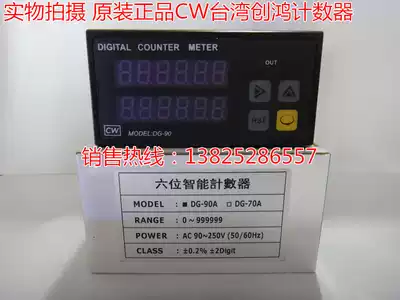 实物拍摄 原装正品CW台湾创鸿计数器
DIGITAL COUNTER METER
OUT
CW
MODEL:DG-90
销售热线：13825286557
六位智能計數器
MODEL : ■ DG-90A □ DG-70A
RANGE : 0～999999
POWER : AC 90~250V (50/60Hz)
CLASS : ±0.2% ±2Digit